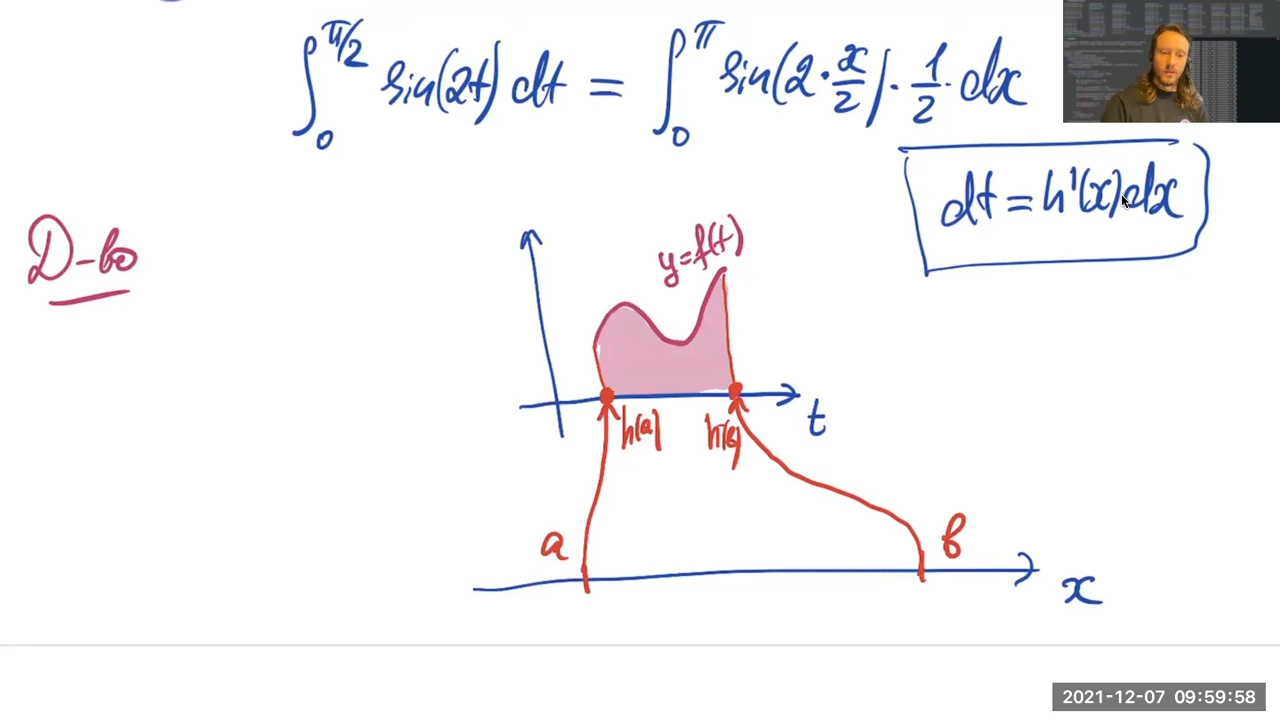 ∫₀^π/2 sin(2t) dt = ∫₀^π sin(2·x/2)·1/2·dx
dt = h'(x)dx
Д-во
y=f(t)
h(a) h(b)
t
a b
x
2021-12-07 09:59:58